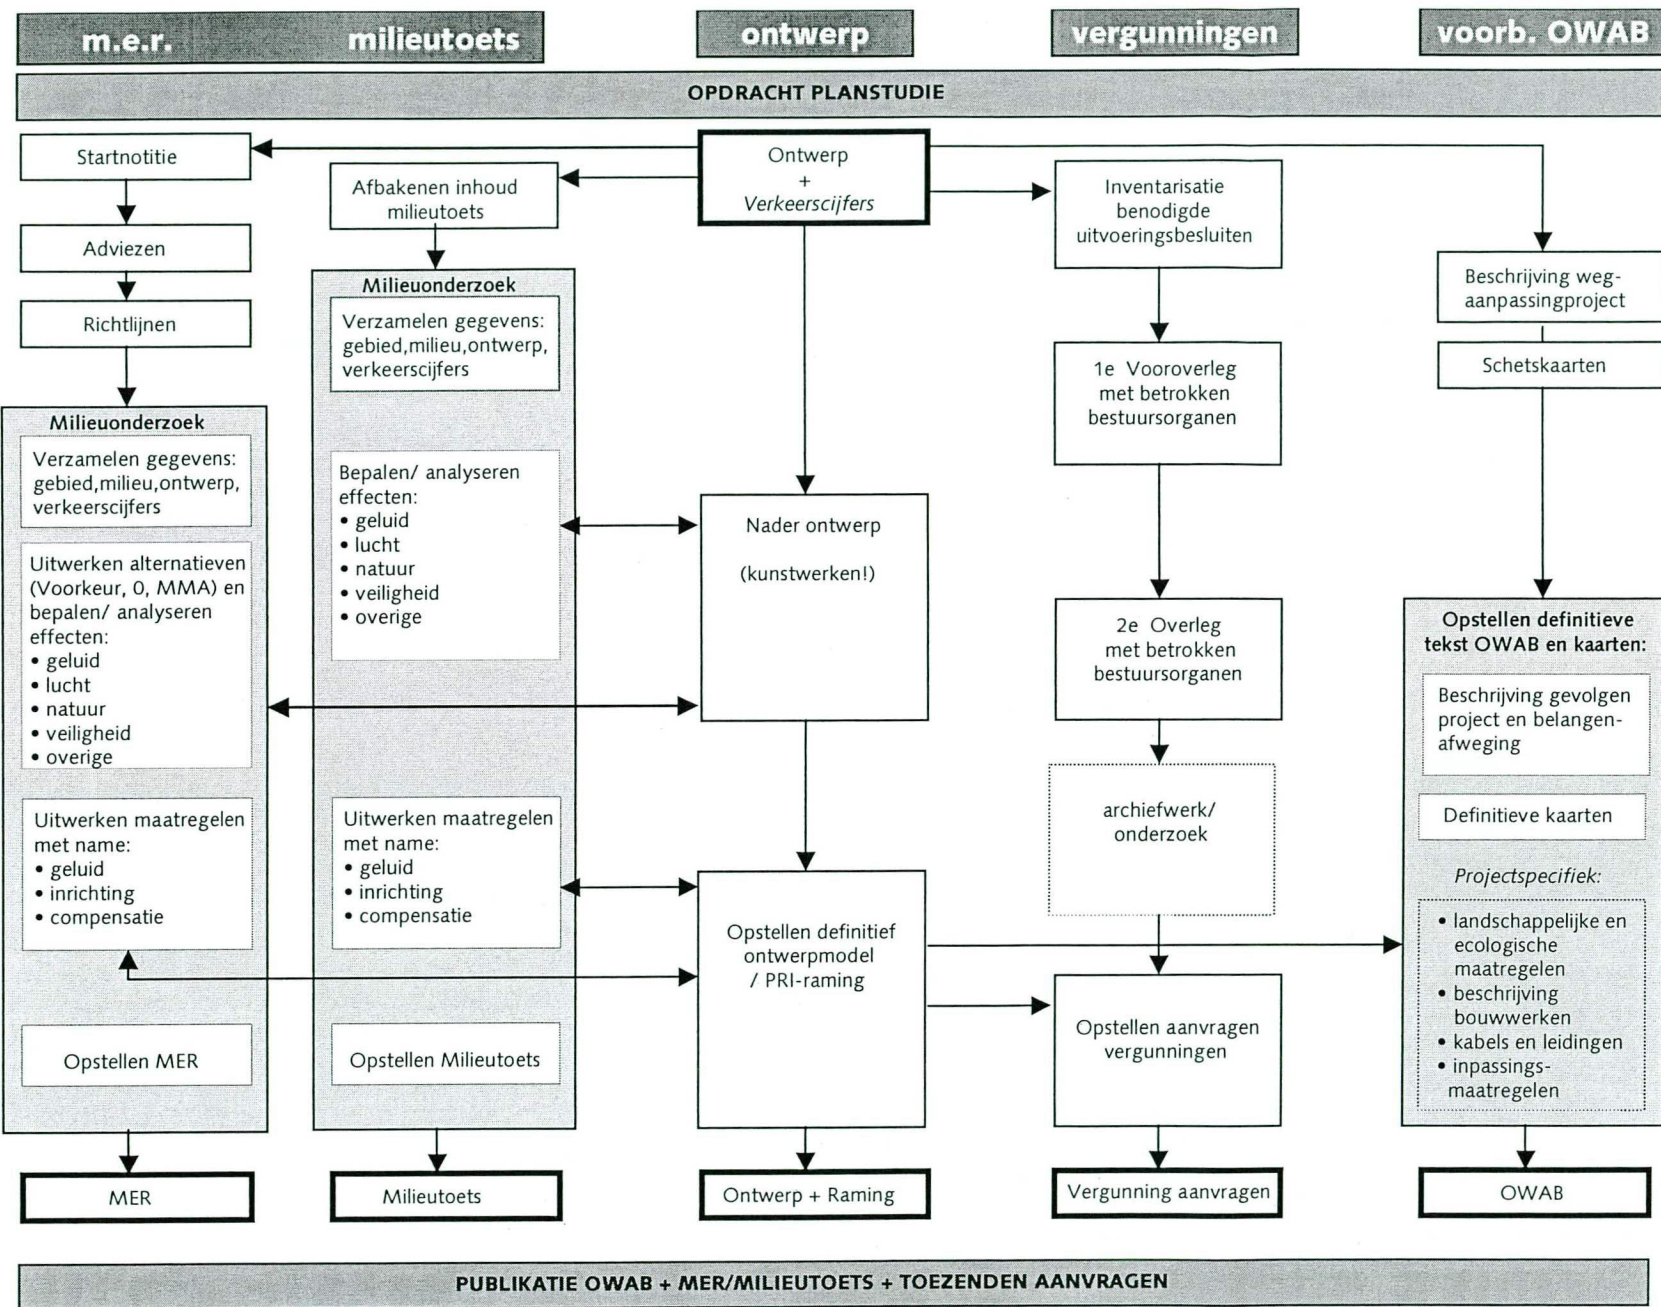 m.e.r. milieutoets ontwerp vergunningen voorb. OWAB
OPDRACHT PLANSTUDIE
Startnotitie
Adviezen
Richtlijnen
Milieuonderzoek
Verzamelen gegevens:
gebied,milieu,ontwerp,
verkeerscijfers
Uitwerken alternatieven
(Voorkeur, 0, MMA) en
bepalen/ analyseren
effecten:
• geluid
• lucht
• natuur
• veiligheid
• overige
Uitwerken maatregelen
met name:
• geluid
• inrichting
• compensatie
Opstellen MER
MER
Afbakenen inhoud
milieutoets
Milieuonderzoek
Verzamelen gegevens:
gebied,milieu,ontwerp,
verkeerscijfers
Bepalen/ analyseren
effecten:
• geluid
• lucht
• natuur
• veiligheid
• overige
Uitwerken maatregelen
met name:
• geluid
• inrichting
• compensatie
Opstellen Milieutoets
Milieutoets
Ontwerp
+
Verkeerscijfers
Nader ontwerp
(kunstwerken!)
Opstellen definitief
ontwerpmodel
/ PRI-raming
Ontwerp + Raming
Inventarisatie
benodigde
uitvoeringsbesluiten
1e Vooroverleg
met betrokken
bestuursorganen
2e Overleg
met betrokken
bestuursorganen
archiefwerk/
onderzoek
Opstellen aanvragen
vergunningen
Vergunning aanvragen
Beschrijving weg-
aanpassingproject
Schetskaarten
Opstellen definitieve
tekst OWAB en kaarten:
Beschrijving gevolgen
project en belangen-
afweging
Definitieve kaarten
Projectspecifiek:
• landschappelijke en
ecologische
maatregelen
• beschrijving
bouwwerken
• kabels en leidingen
• inpassings-
maatregelen
OWAB
PUBLIKATIE OWAB + MER/MILIEUTOETS + TOEZENDEN AANVRAGEN